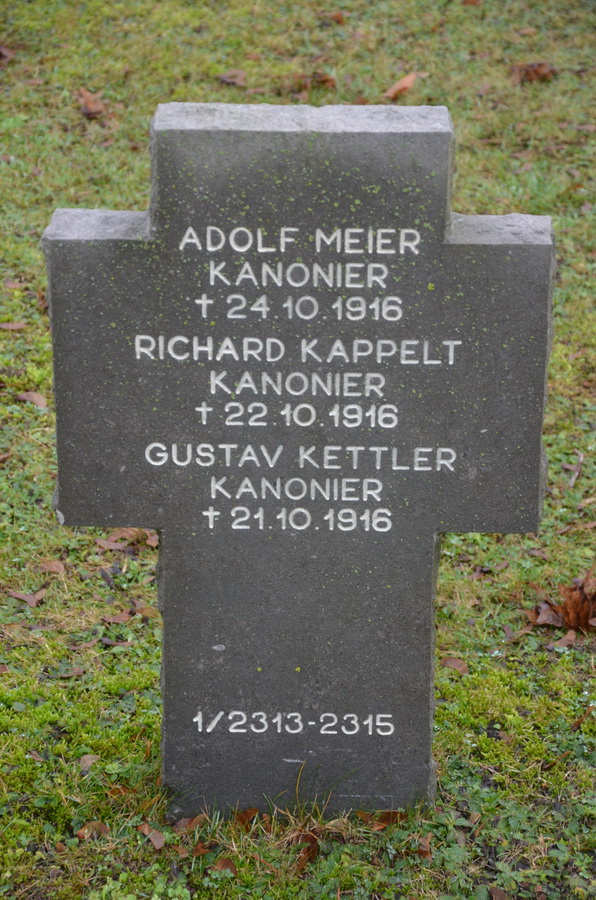 ADOLF MEIER
KANONIER
† 24.10.1916
RICHARD KAPPELT
KANONIER
† 22.10.1916
GUSTAV KETTLER
KANONIER
† 21.10.1916
1/2313-2315